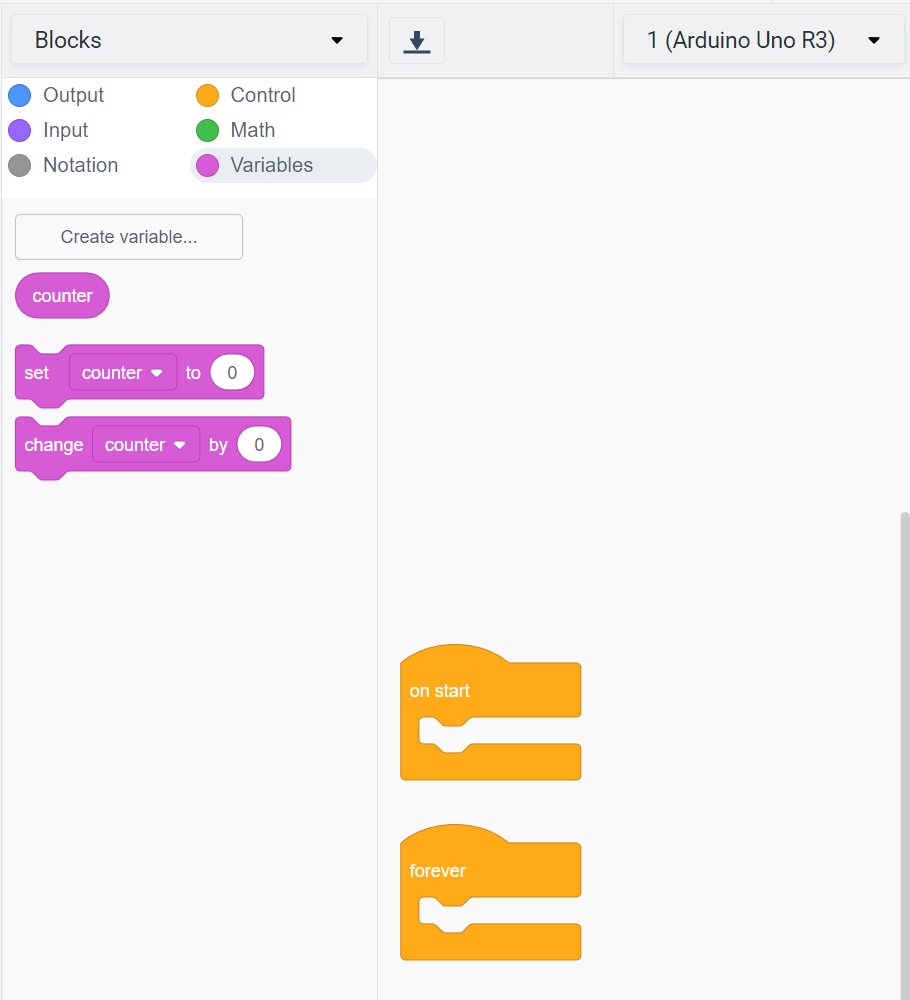 Blocks
1 (Arduino Uno R3)
Output
Control
Input
Math
Notation
Variables
Create variable...
counter
set counter to 0
change counter by 0
on start
forever